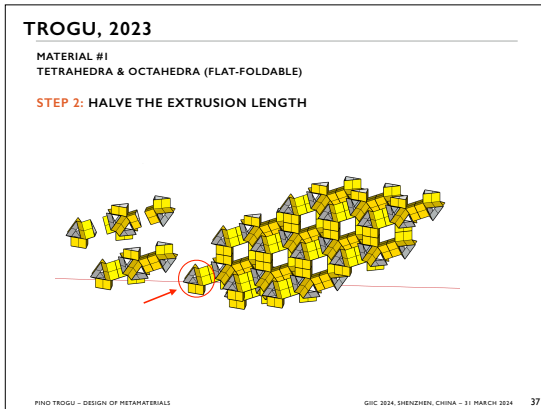 TROGU, 2023
MATERIAL #1
TETRAHEDRA & OCTAHEDRA (FLAT-FOLDABLE)
STEP 2: HALVE THE EXTRUSION LENGTH
PINO TROGU – DESIGN OF METAMATERIALS
GIIC 2024, SHENZHEN, CHINA – 31 MARCH 2024 37